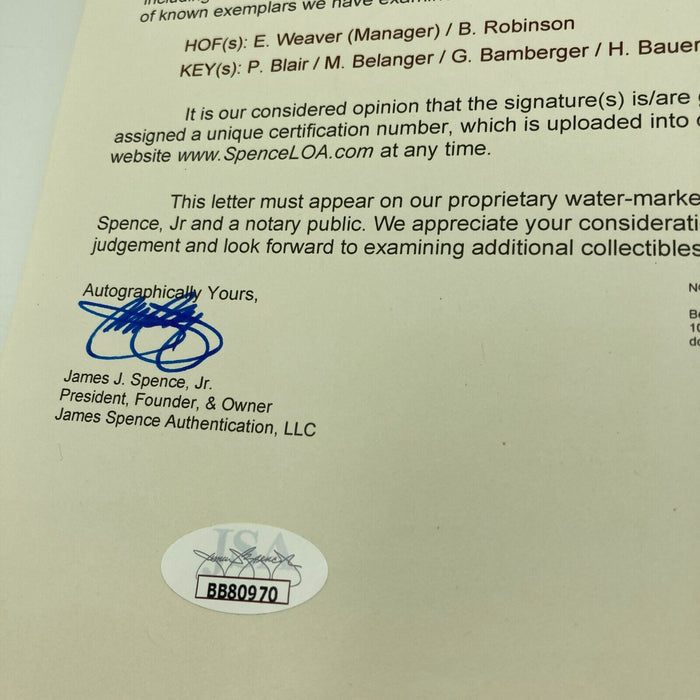 of known exemplars we have
HOF(s): E. Weaver (Manager) / B. Robinson
KEY(s): P. Blair / M. Belanger / G. Bamberger / H. Bauer
It is our considered opinion that the signature(s) is/are
assigned a unique certification number, which is uploaded into
website www.SpenceLOA.com at any time.
This letter must appear on our proprietary water-marke
Spence, Jr and a notary public. We appreciate your considerati
judgement and look forward to examining additional collectibles
Autographically Yours,
James J. Spence, Jr.
President, Founder, & Owner
James Spence Authentication, LLC
JSA
James Spence Jr
BB80970